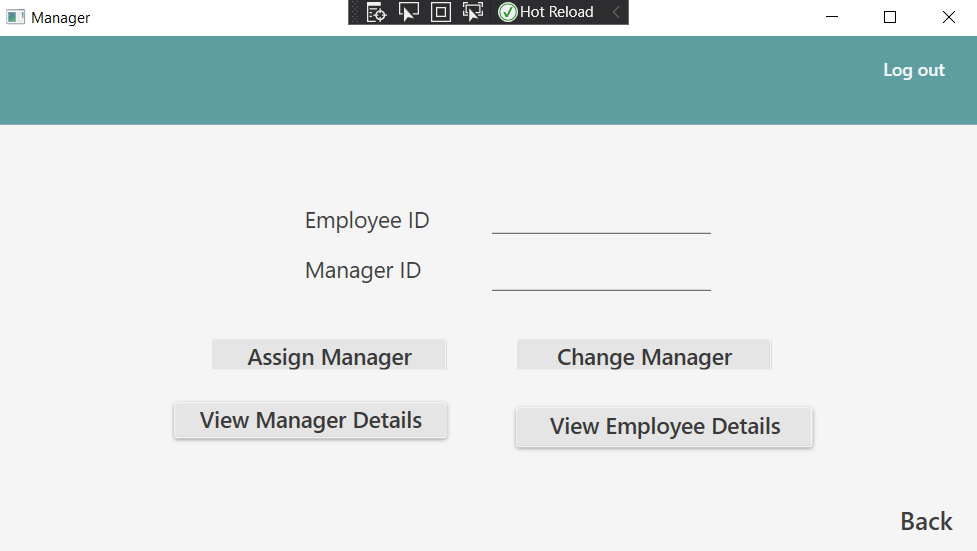 Manager
Hot Reload
Log out
Employee ID
Manager ID
Assign Manager Change Manager
View Manager Details View Employee Details
Back